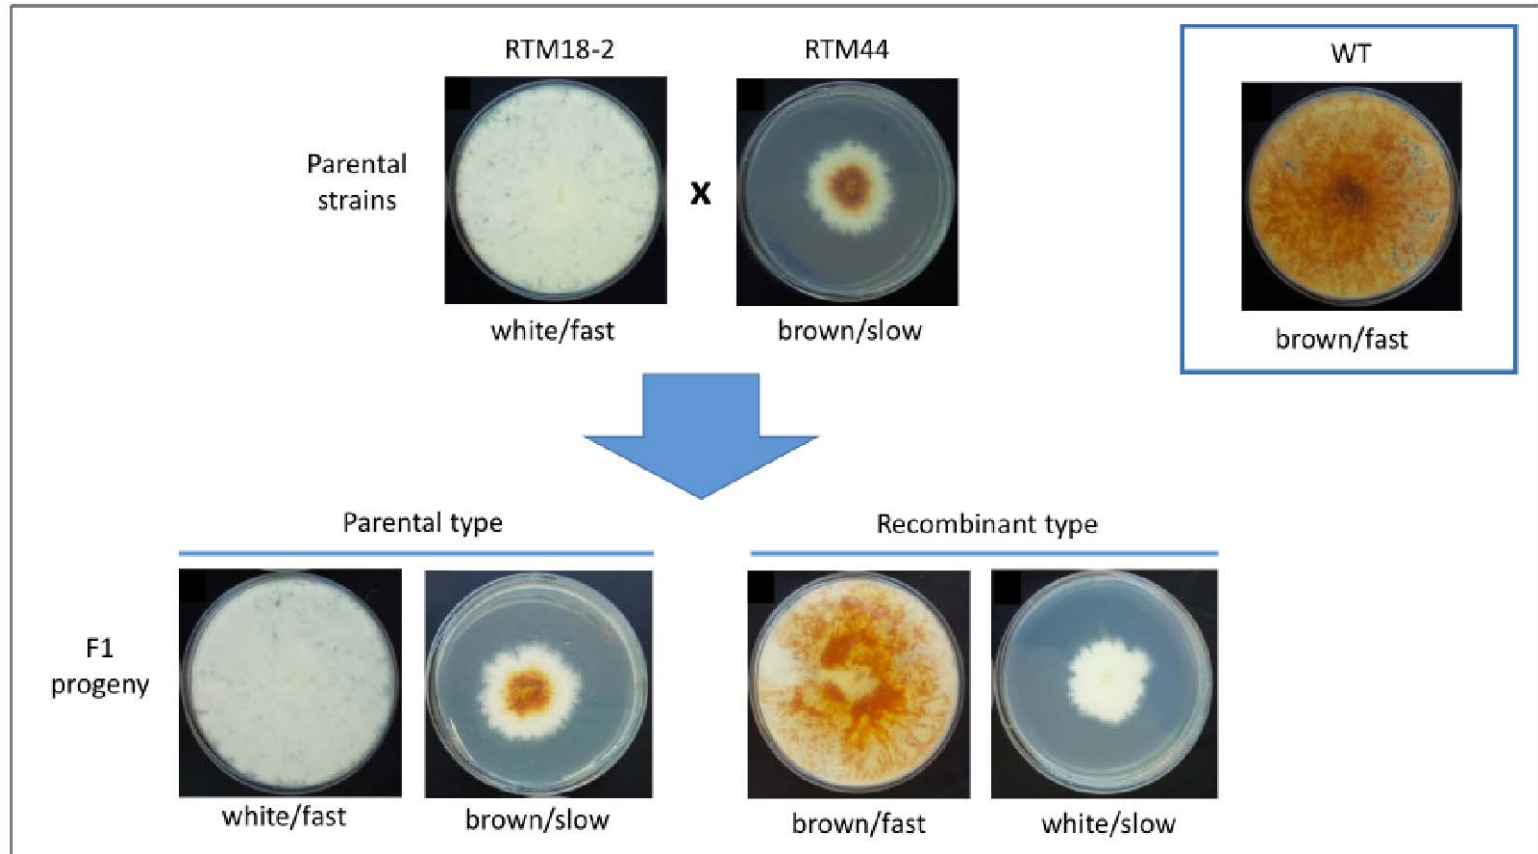 RTM18-2
RTM44
WT
Parental
strains
x
white/fast
brown/slow
brown/fast
Parental type
Recombinant type
F1
progeny
white/fast
brown/slow
brown/fast
white/slow